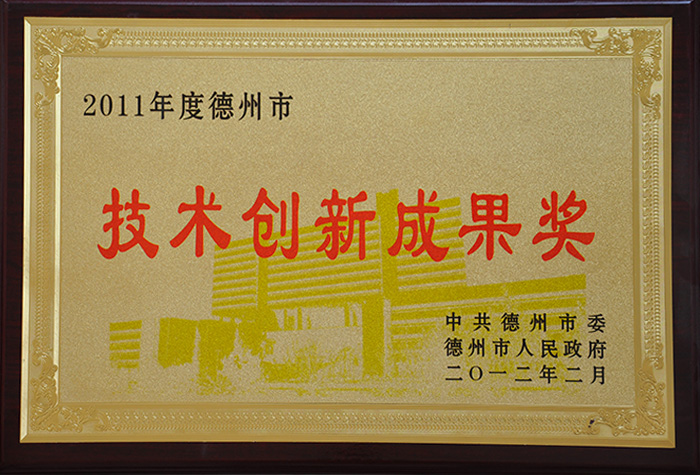 2011年度德州市
技术创新成果奖
中共德州市委
德州市人民政府
二〇一二年二月